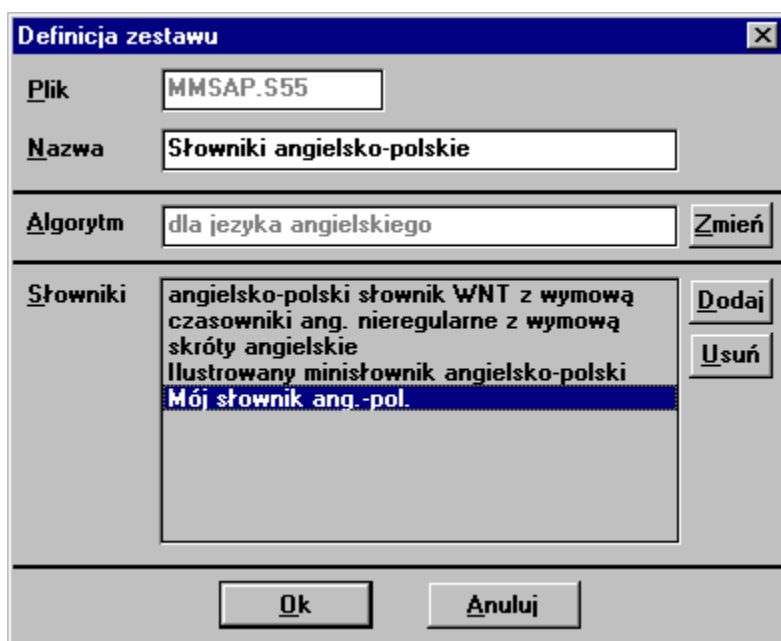 Definicja zestawu
Plik MMSAP.S55
Nazwa Słowniki angielsko-polskie
Algorytm dla jezyka angielskiego Zmień
Słowniki angielsko-polski słownik WNT z wymową Dodaj
czasowniki ang. nieregularne z wymową
skróty angielskie Usuń
Ilustrowany minisłownik angielsko-polski
Mój słownik ang.-pol.
Ok Anuluj